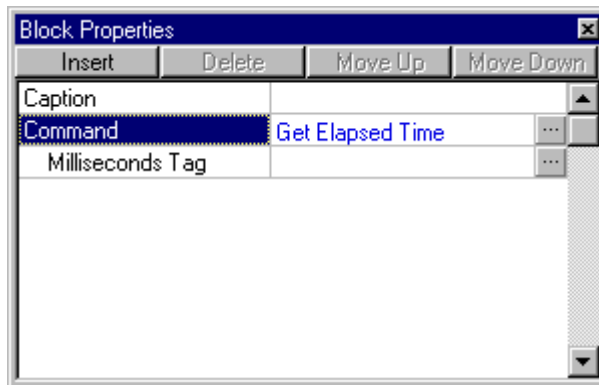 Block Properties
Insert Delete Move Up Move Down
Caption
Command Get Elapsed Time ...
Milliseconds Tag ...